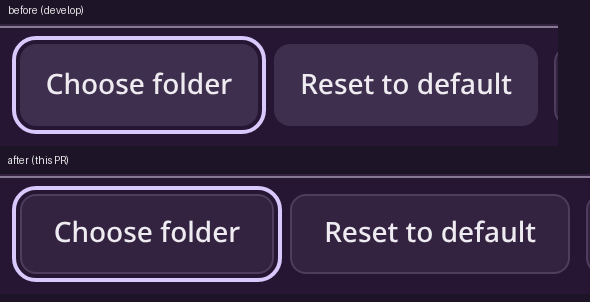 before (develop)
Choose folder Reset to default
after (this PR)
Choose folder Reset to default